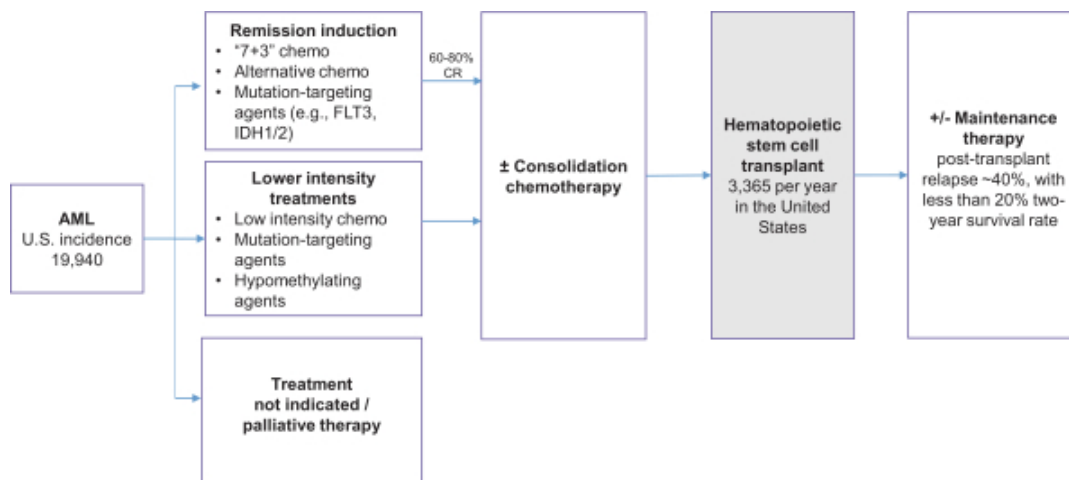 Remission induction
• "7+3" chemo
• Alternative chemo
• Mutation-targeting
agents (e.g., FLT3,
IDH1/2)
60-80%
CR
Lower intensity
treatments
• Low intensity chemo
• Mutation-targeting
agents
• Hypomethylating
agents
AML
U.S. incidence
19,940
Treatment
not indicated /
palliative therapy
± Consolidation
chemotherapy
Hematopoietic
stem cell
transplant
3,365 per year
in the United
States
+/- Maintenance
therapy
post-transplant
relapse ~40%, with
less than 20% two-
year survival rate